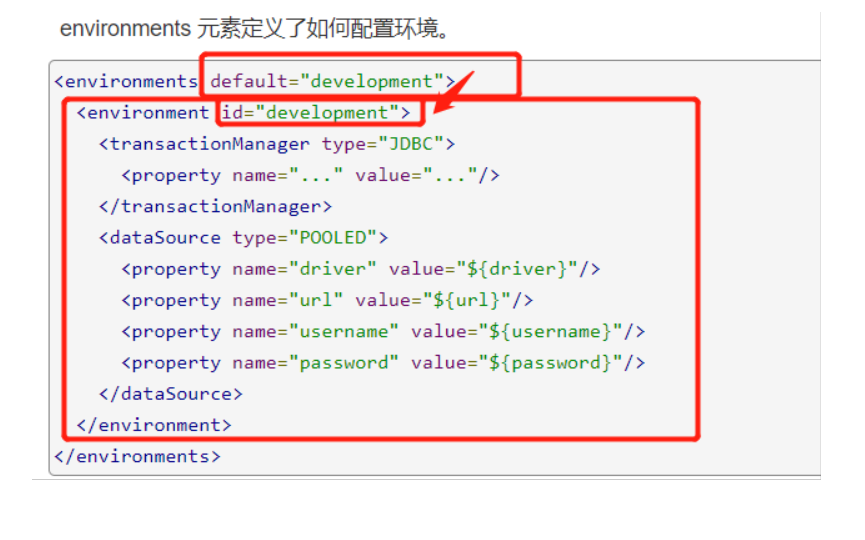 environments 元素定义了如何配置环境。
<environments default="development">
<environment id="development">
<transactionManager type="JDBC">
<property name="..." value="..."/>
</transactionManager>
<dataSource type="POOLED">
<property name="driver" value="${driver}"/>
<property name="url" value="${url}"/>
<property name="username" value="${username}"/>
<property name="password" value="${password}"/>
</dataSource>
</environment>
</environments>